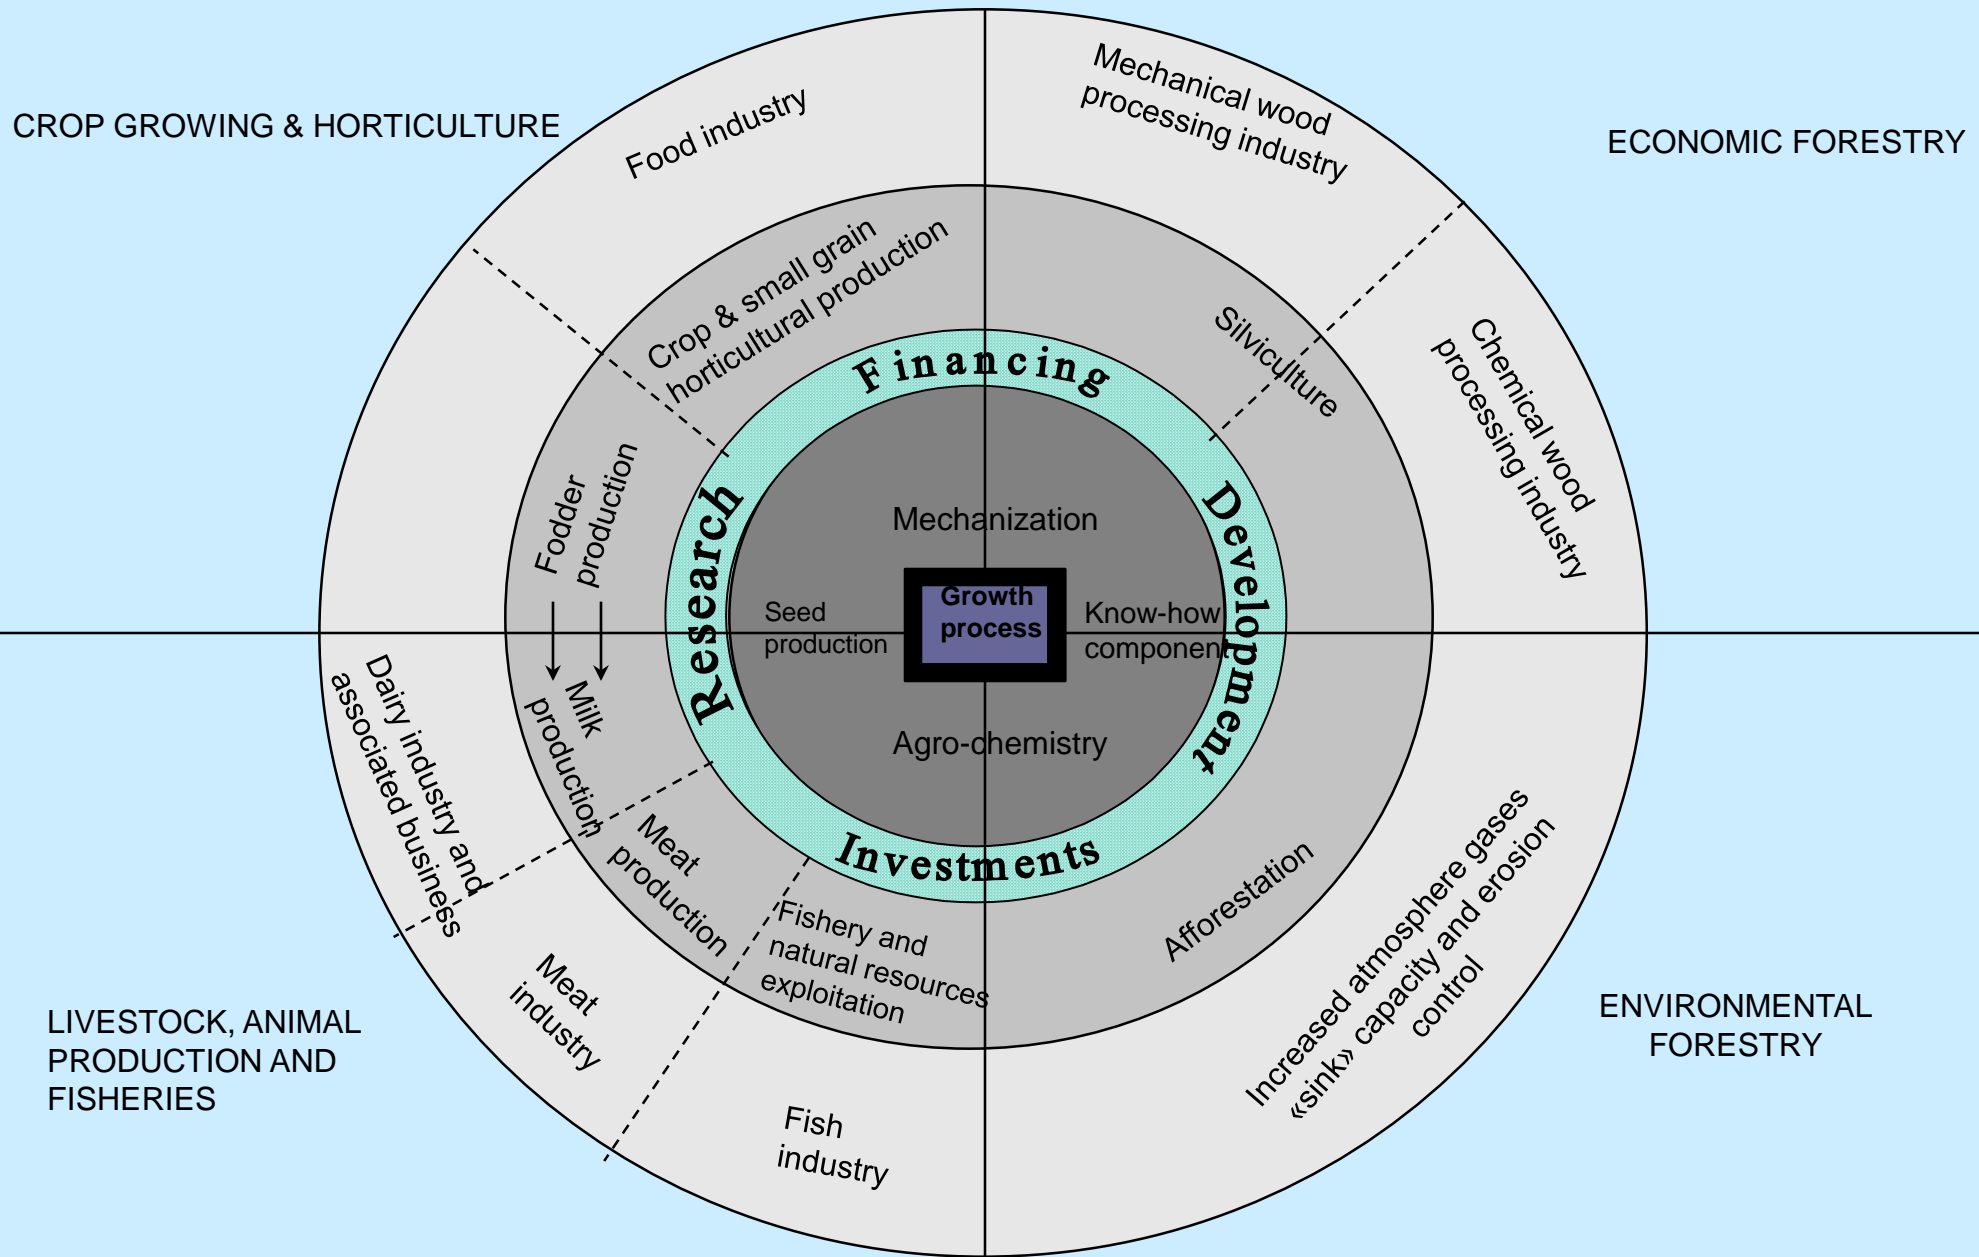 CROP GROWING & HORTICULTURE
Food industry
Mechanical wood
processing industry
ECONOMIC FORESTRY
Crop & small grain
horticultural production
Silviculture
Chemical wood
processing industry
Financing
Fodder
production
Research
Development
Mechanization
Seed
production
Growth
process
Know-how
component
Agro-chemistry
Dairy industry and
associated business
Milk
production
Investments
Meat
production
Fishery and
natural resources
exploitation
Afforestation
Increased atmosphere gases
«sink» capacity and erosion
control
Meat
industry
Fish
industry
LIVESTOCK, ANIMAL
PRODUCTION AND
FISHERIES
ENVIRONMENTAL
FORESTRY